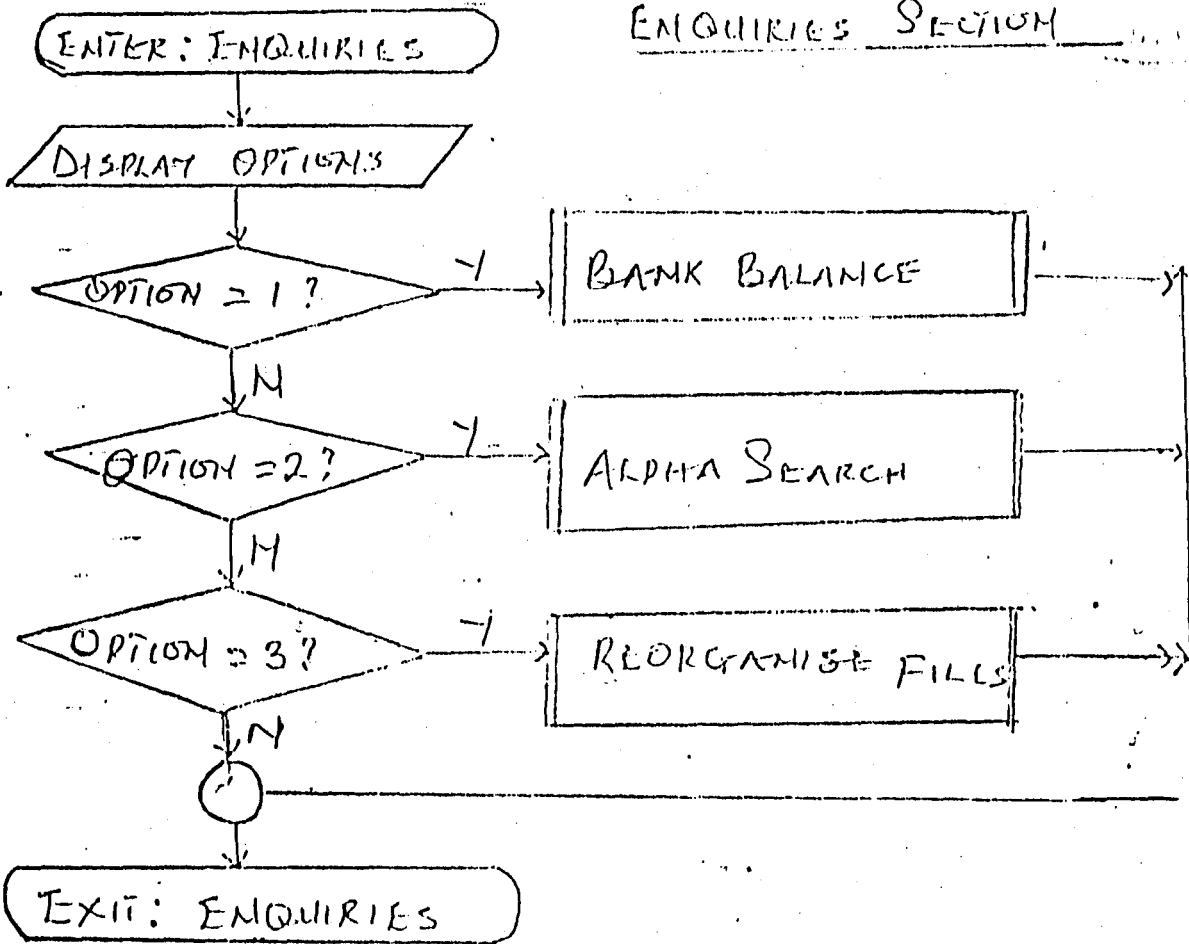 ENQUIRIES SECTION
ENTER: ENQUIRIES
DISPLAY OPTIONS
OPTION = 1 ?
Y
BANK BALANCE
N
OPTION = 2 ?
Y
ALPHA SEARCH
N
OPTION = 3 ?
Y
REORGANISE FILES
N
EXIT: ENQUIRIES